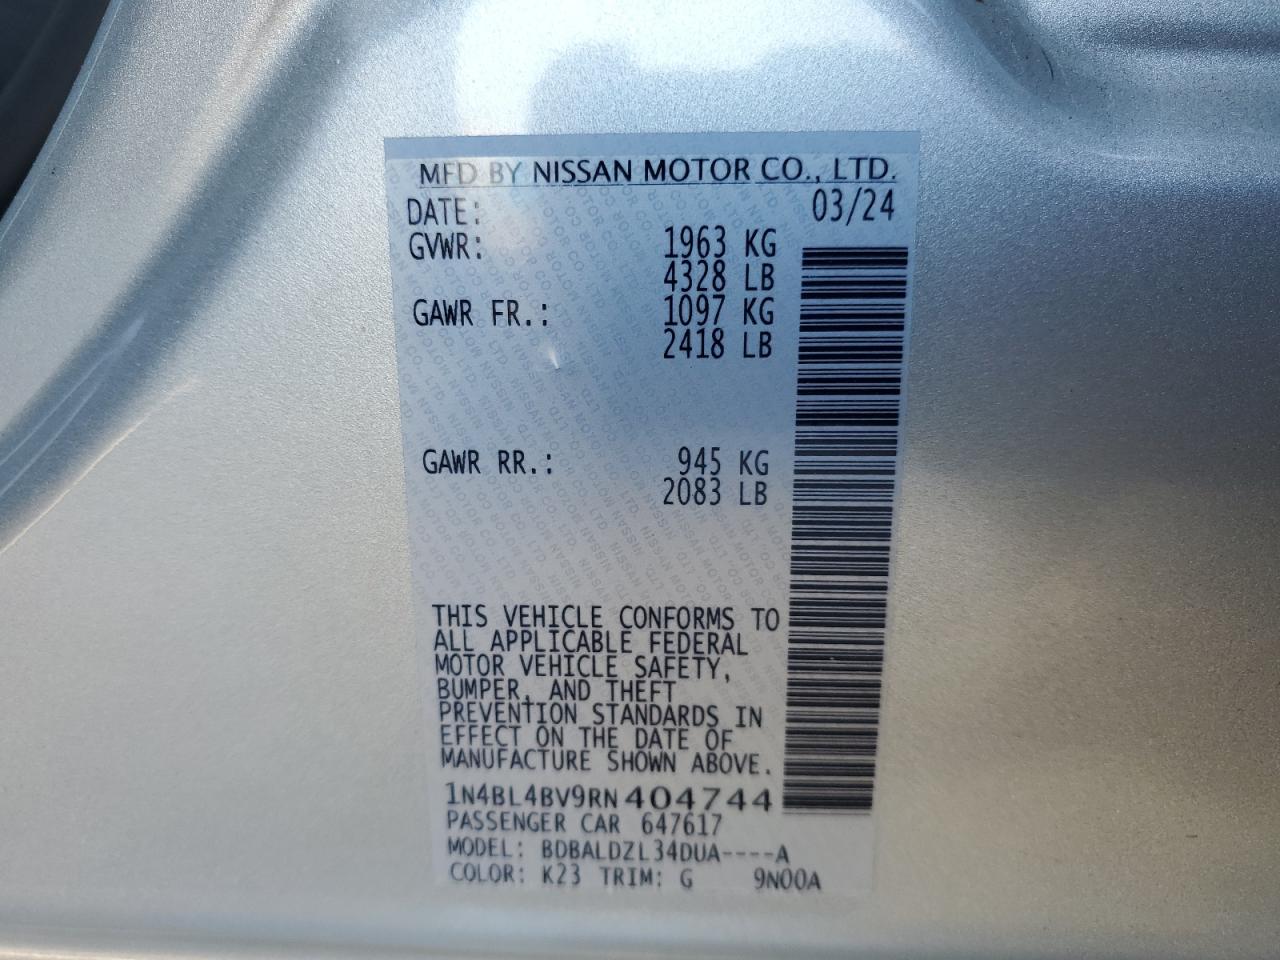 MFD BY NISSAN MOTOR CO., LTD.
DATE: 03/24
GVWR: 1963 KG
4328 LB
GAWR FR.: 1097 KG
2418 LB
GAWR RR.: 945 KG
2083 LB
THIS VEHICLE CONFORMS TO
ALL APPLICABLE FEDERAL
MOTOR VEHICLE SAFETY,
BUMPER, AND THEFT
PREVENTION STANDARDS IN
EFFECT ON THE DATE OF
MANUFACTURE SHOWN ABOVE.
1N4BL4BV9RN404744
PASSENGER CAR 647617
MODEL: BDBALDZL34DUA----A
COLOR: K23 TRIM: G 9N00A